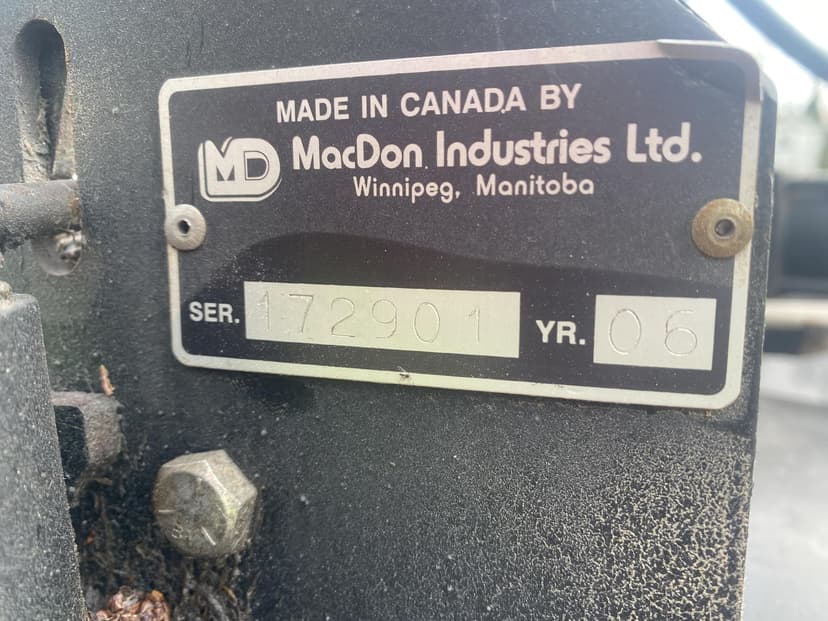 MADE IN CANADA BY
MD MacDon Industries Ltd.
Winnipeg, Manitoba
SER. 172901 YR. 06